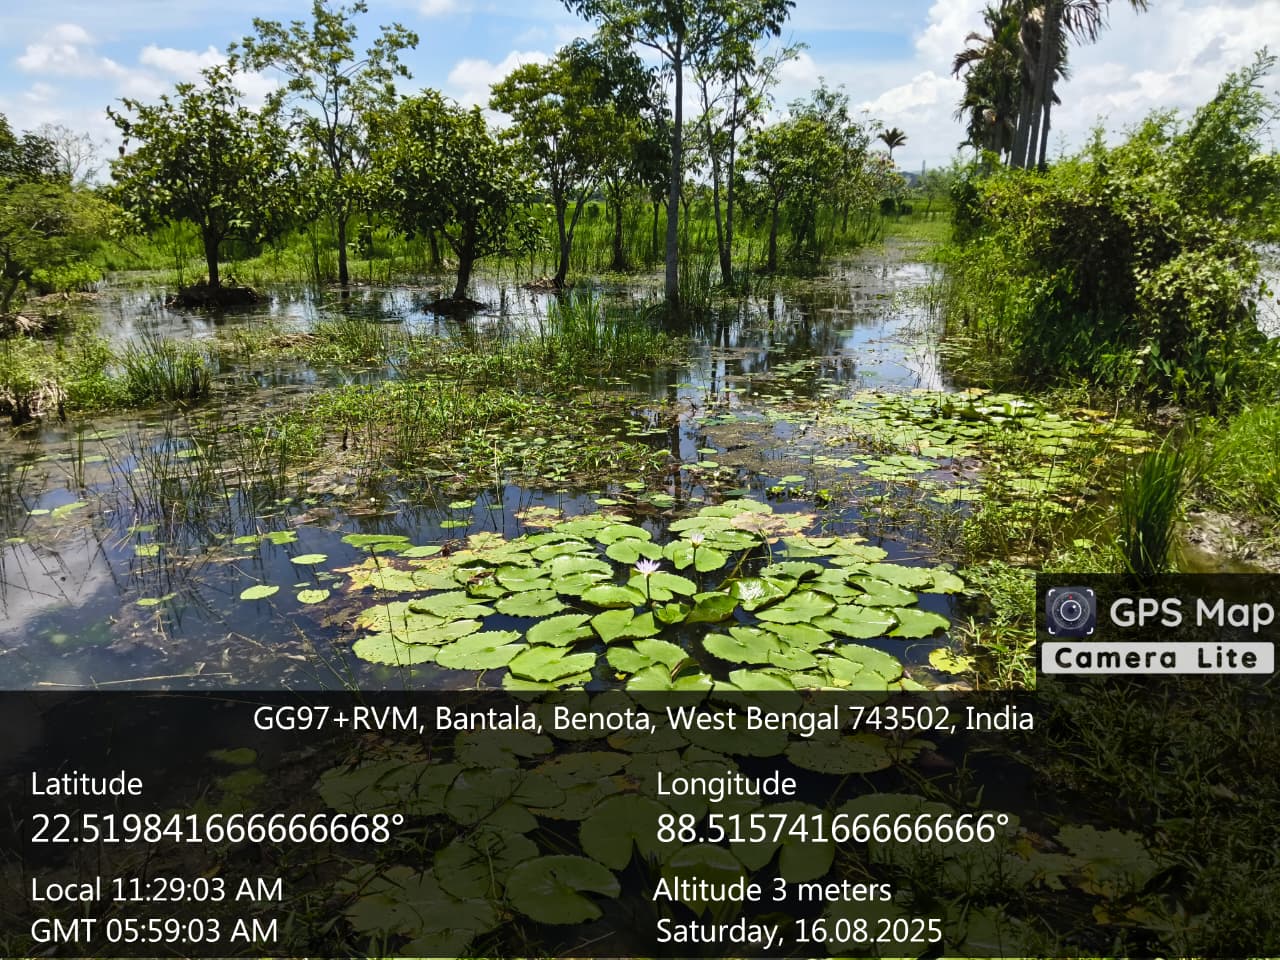 GPS Map
Camera Lite
GG97+RVM, Bantala, Benota, West Bengal 743502, India
Latitude
22.519841666666668°
Longitude
88.51574166666666°
Local 11:29:03 AM
GMT 05:59:03 AM
Altitude 3 meters
Saturday, 16.08.2025